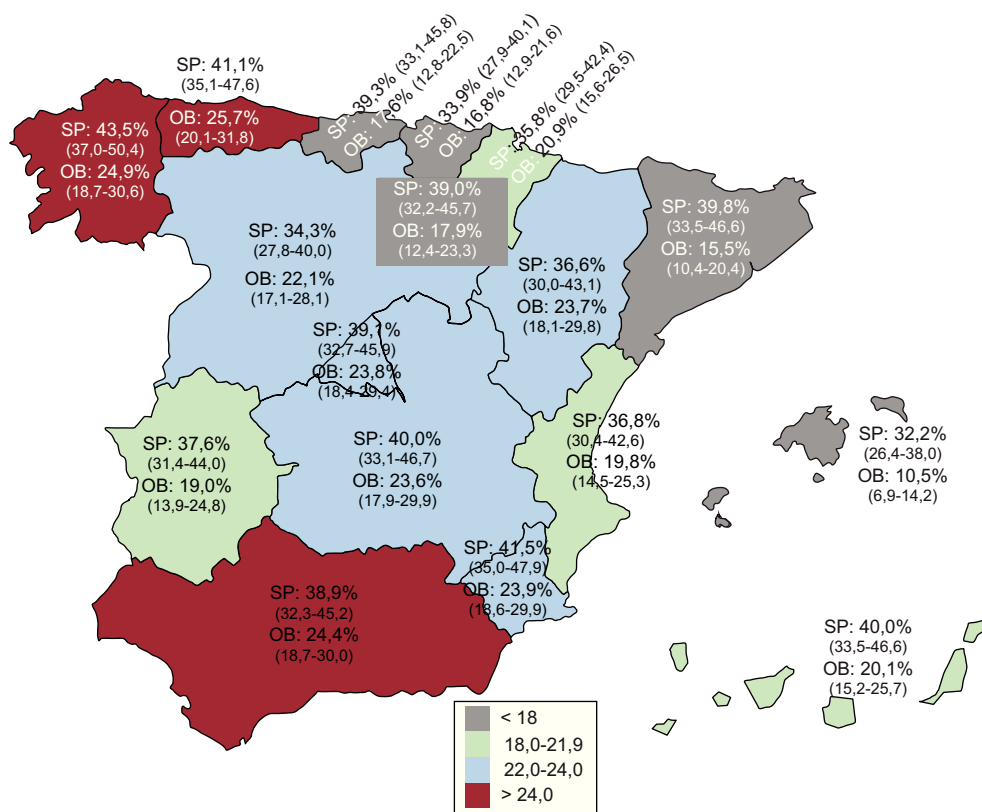 SP: 41,1%
(35,1-47,6)
OB: 25,7%
(20,1-31,8)
SP: 43,5%
(37,0-50,4)
OB: 24,9%
(18,7-30,6)
SP: 39,3% (33,1-45,8)
OB: 17,6% (12,8-22,5)
SP: 33,9% (27,9-40,1)
OB: 16,8% (12,9-21,6)
SP: 35,8% (29,5-42,4)
OB: 20,9% (15,6-26,5)
SP: 39,0%
(32,2-45,7)
OB: 17,9%
(12,4-23,3)
SP: 39,8%
(33,5-46,6)
OB: 15,5%
(10,4-20,4)
SP: 34,3%
(27,8-40,0)
OB: 22,1%
(17,1-28,1)
SP: 36,6%
(30,0-43,1)
OB: 23,7%
(18,1-29,8)
SP: 39,1%
(32,7-45,9)
OB: 23,8%
(18,4-29,4)
SP: 37,6%
(31,4-44,0)
OB: 19,0%
(13,9-24,8)
SP: 40,0%
(33,1-46,7)
OB: 23,6%
(17,9-29,9)
SP: 36,8%
(30,4-42,6)
OB: 19,8%
(14,5-25,3)
SP: 32,2%
(26,4-38,0)
OB: 10,5%
(6,9-14,2)
SP: 41,5%
(35,0-47,9)
OB: 23,9%
(18,6-29,9)
SP: 38,9%
(32,3-45,2)
OB: 24,4%
(18,7-30,0)
SP: 40,0%
(33,5-46,6)
OB: 20,1%
(15,2-25,7)
< 18
18,0-21,9
22,0-24,0
> 24,0